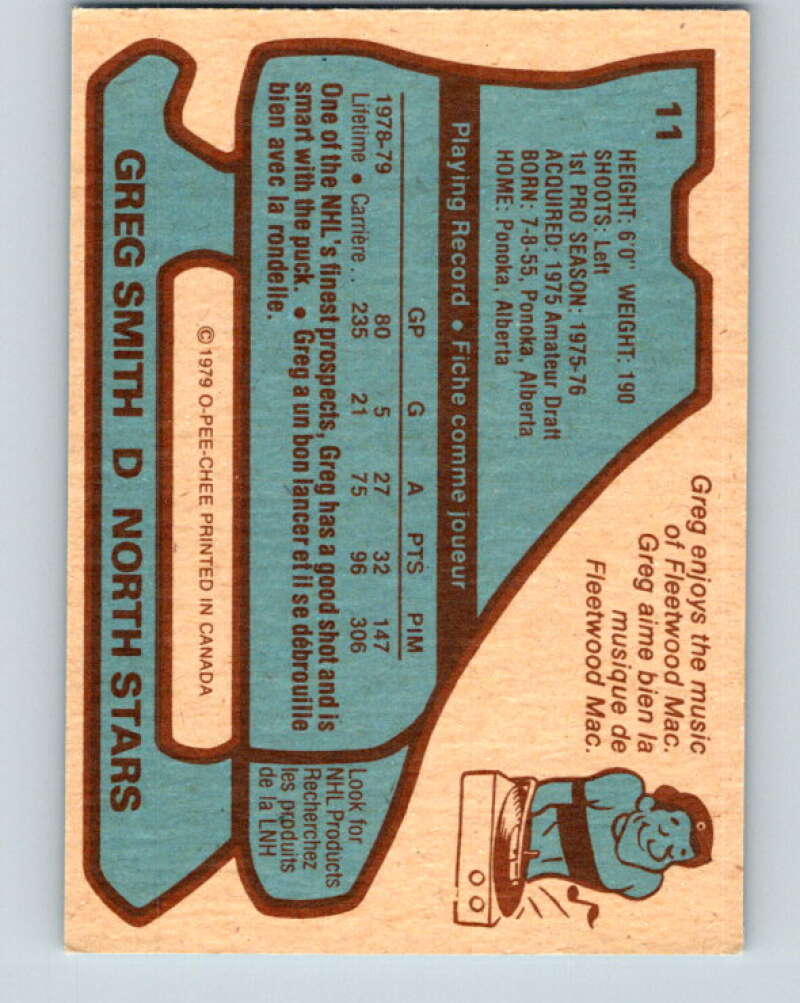 11
HEIGHT: 6'0" WEIGHT: 190
SHOOTS: Left
1st PRO SEASON: 1975-76
ACQUIRED: 1975 Amateur Draft
BORN: 7-8-55, Ponoka, Alberta
HOME: Ponoka, Alberta
Greg enjoys the music
of Fleetwood Mac.
Greg aime bien la
musique de
Fleetwood Mac.
Playing Record • Fiche comme joueur
GP G A PTS PIM
1978-79 80 5 27 32 147
Lifetime • Carrière . . 235 21 75 96 306
One of the NHL's finest prospects, Greg has a good shot and is
smart with the puck. • Greg a un bon lancer et il se débrouille
bien avec la rondelle.
Look for
NHL Products
Recherchez
les produits
de la LNH
© 1979 O-PEE-CHEE PRINTED IN CANADA
GREG SMITH D NORTH STARS